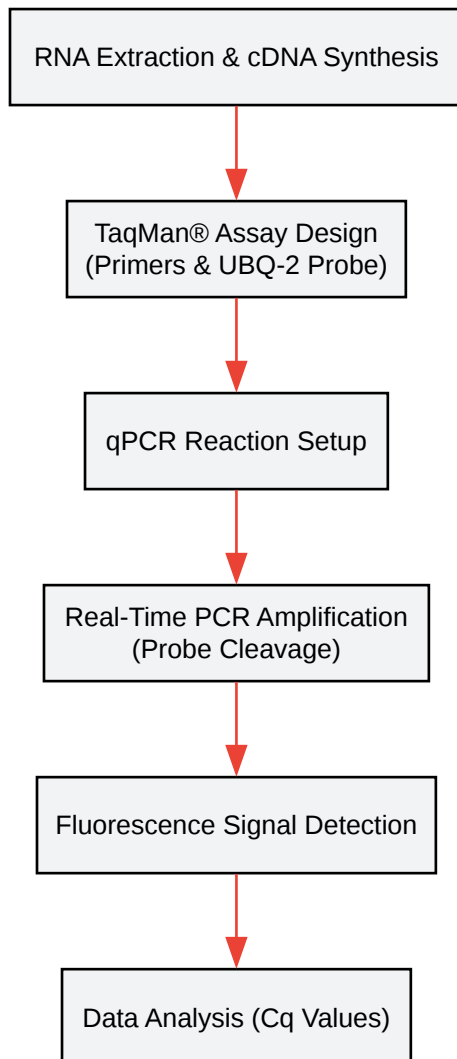 RNA Extraction & cDNA Synthesis
TaqMan® Assay Design
(Primers & UBQ-2 Probe)
qPCR Reaction Setup
Real-Time PCR Amplification
(Probe Cleavage)
Fluorescence Signal Detection
Data Analysis (Cq Values)